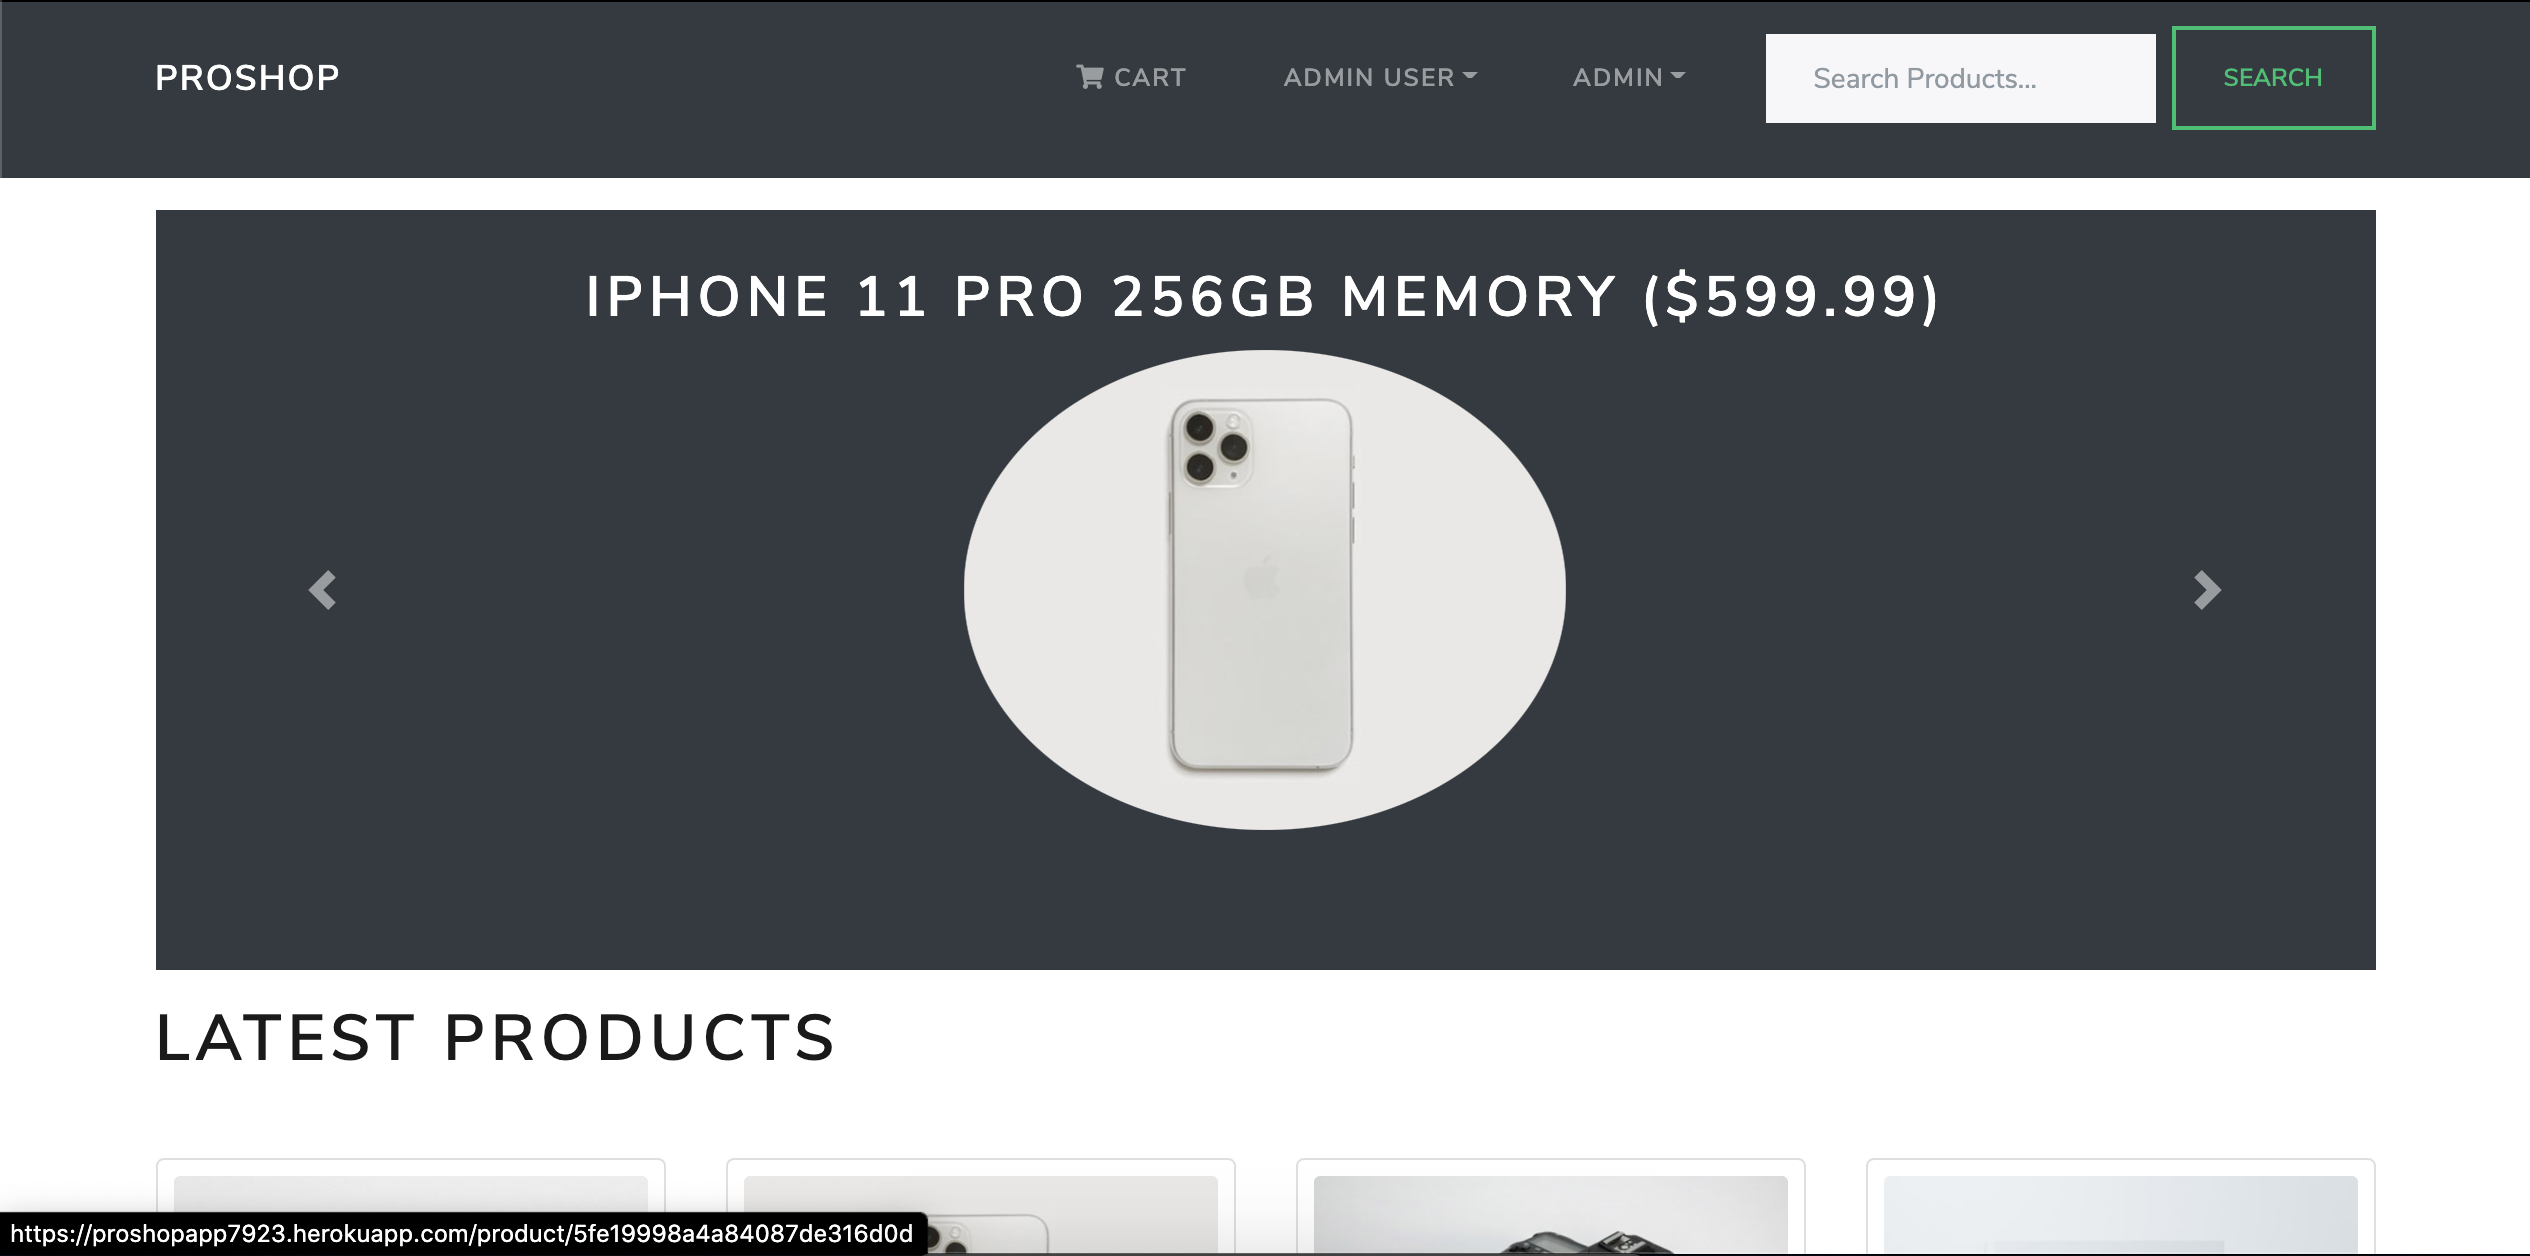 PROSHOP
CART
ADMIN USER
ADMIN
Search Products...
SEARCH
IPHONE 11 PRO 256GB MEMORY ($599.99)
LATEST PRODUCTS
https://proshopapp7923.herokuapp.com/product/5fe19998a4a84087de316d0d